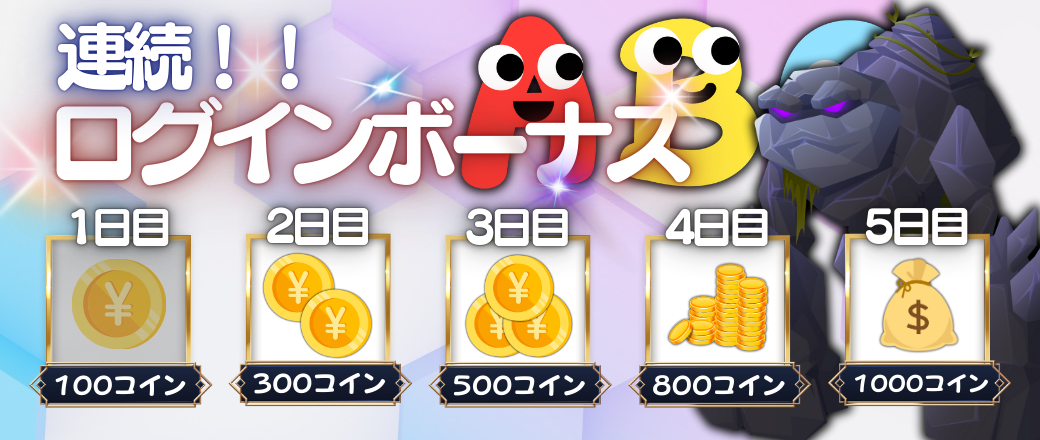 連続！！
ログインボーナス
A B
1日目 2日目 3日目 4日目 5日目
¥ ¥ ¥ ¥ ¥ ¥ $
100コイン 300コイン 500コイン 800コイン 1000コイン